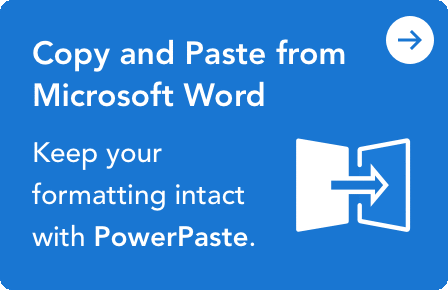 Copy and Paste from
Microsoft Word
Keep your
formatting intact
with PowerPaste.